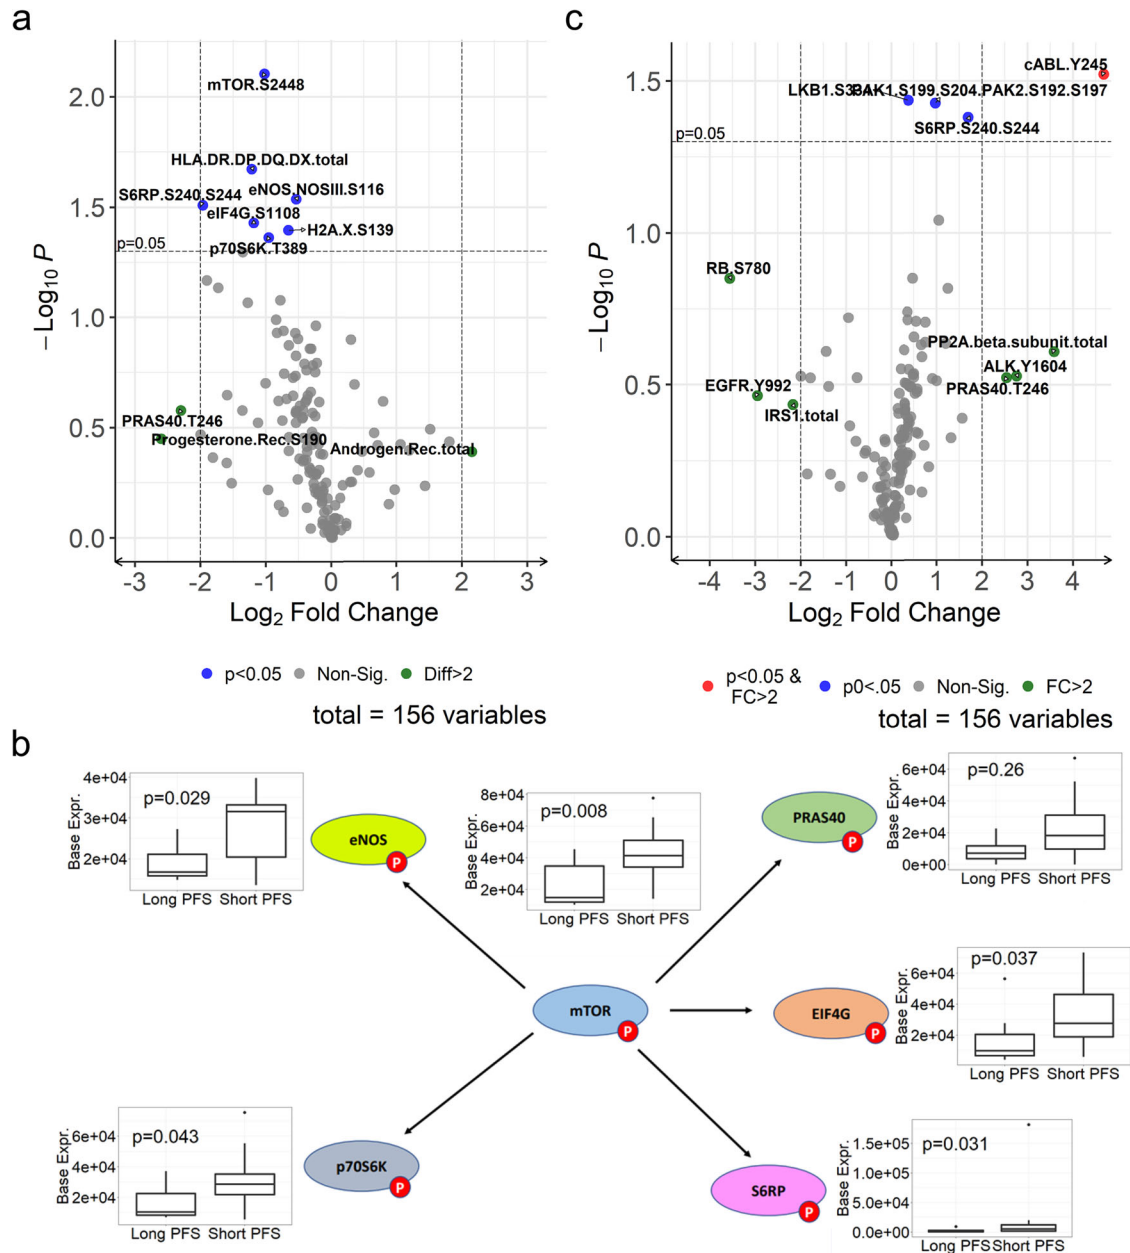 a
2.0
1.5
1.0
0.5
0.0
−Log10 P
mTOR.S2448
HLA.DR.DP.DQ.DX.total
eNOS.NOSIII.S116
S6RP.S240.S244
eIF4G.S1108
H2A.X.S139
p70S6K.T389
p=0.05
PRAS40.T246
Progesterone.Rec.S190
Androgen.Rec.total
-3 -2 -1 0 1 2 3
Log2 Fold Change
p<0.05 Non-Sig. Diff>2
total = 156 variables
c
1.5
1.0
0.5
0.0
−Log10 P
cABL.Y245
PAK1.S199.S204.PAK2.S192.S197
S6RP.S240.S244
p=0.05
RB.S780
PP2A.beta.subunit.total
ALK.Y1604
EGFR.Y992
PRAS40.T246
IRS1.total
-4 -3 -2 -1 0 1 2 3 4
Log2 Fold Change
p<0.05 & FC>2 p0<.05 Non-Sig. FC>2
total = 156 variables
b
Base Expr.
4e+04
3e+04
2e+04
p=0.029
Long PFS Short PFS
eNOS
P
Base Expr.
8e+04
6e+04
4e+04
2e+04
p=0.008
Long PFS Short PFS
PRAS40
P
Base Expr.
6e+04
4e+04
2e+04
0e+00
p=0.26
Long PFS Short PFS
mTOR
P
EIF4G
P
Base Expr.
6e+04
4e+04
2e+04
p=0.037
Long PFS Short PFS
Base Expr.
6e+04
4e+04
2e+04
p=0.043
Long PFS Short PFS
p70S6K
P
S6RP
P
Base Expr.
1.5e+05
1.0e+05
5.0e+04
0.0e+00
p=0.031
Long PFS Short PFS